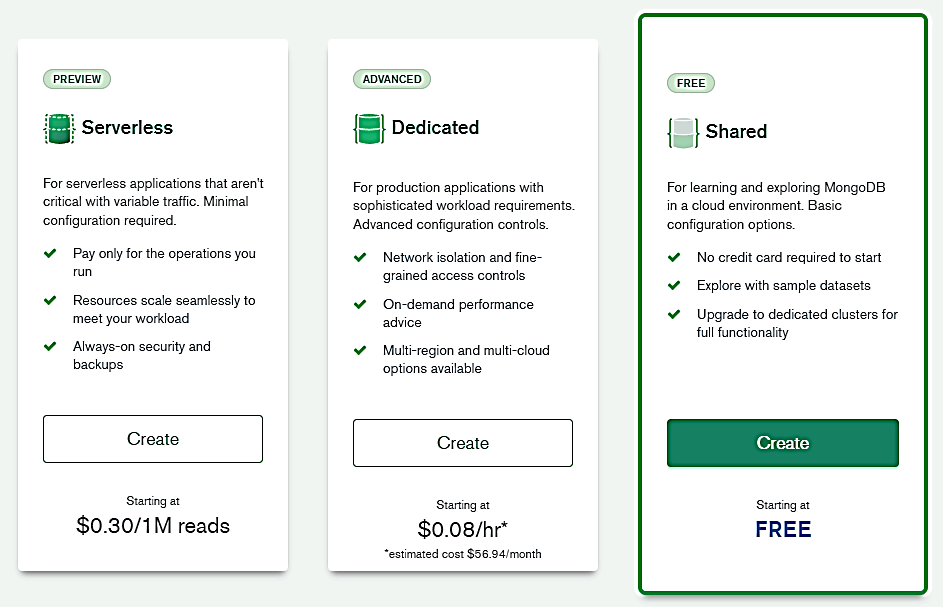 PREVIEW
Serverless
For serverless applications that aren't
critical with variable traffic. Minimal
configuration required.
Pay only for the operations you
run
Resources scale seamlessly to
meet your workload
Always-on security and
backups
Create
Starting at
$0.30/1M reads
ADVANCED
Dedicated
For production applications with
sophisticated workload requirements.
Advanced configuration controls.
Network isolation and fine-
grained access controls
On-demand performance
advice
Multi-region and multi-cloud
options available
Create
Starting at
$0.08/hr*
*estimated cost $56.94/month
FREE
Shared
For learning and exploring MongoDB
in a cloud environment. Basic
configuration options.
No credit card required to start
Explore with sample datasets
Upgrade to dedicated clusters for
full functionality
Create
Starting at
FREE